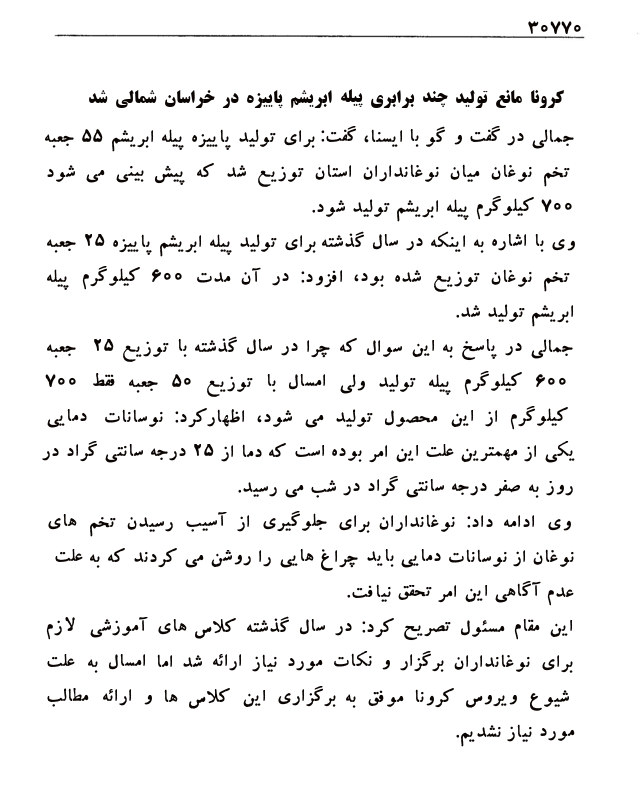 ۳۰۷۷۰
کرونا مانع تولید چند برابری پیله ابریشم پاییزه در خراسان شمالی شد
جمالی در گفت و گو با ایسنا، گفت: برای تولید پاییزه پیله ابریشم ۵۵ جعبه
تخم نوغان میان نوغانداران استان توزیع شد که پیش بینی می شود
۷۰۰ کیلوگرم پیله ابریشم تولید شود.
وی با اشاره به اینکه در سال گذشته برای تولید پیله ابریشم پاییزه ۲۵ جعبه
تخم نوغان توزیع شده بود، افزود: در آن مدت ۶۰۰ کیلوگرم پیله
ابریشم تولید شد.
جمالی در پاسخ به این سوال که چرا در سال گذشته با توزیع ۲۵ جعبه
۶۰۰ کیلوگرم پیله تولید ولی امسال با توزیع ۵۰ جعبه فقط ۷۰۰
کیلوگرم از این محصول تولید می شود، اظهارکرد: نوسانات دمایی
یکی از مهمترین علت این امر بوده است که دما از ۲۵ درجه سانتی گراد در
روز به صفر درجه سانتی گراد در شب می رسید.
وی ادامه داد: نوغانداران برای جلوگیری از آسیب رسیدن تخم های
نوغان از نوسانات دمایی باید چراغ هایی را روشن می کردند که به علت
عدم آگاهی این امر تحقق نیافت.
این مقام مسئول تصریح کرد: در سال گذشته کلاس های آموزشی لازم
برای نوغانداران برگزار و نکات مورد نیاز ارائه شد اما امسال به علت
شیوع ویروس کرونا موفق به برگزاری این کلاس ها و ارائه مطالب
مورد نیاز نشدیم.